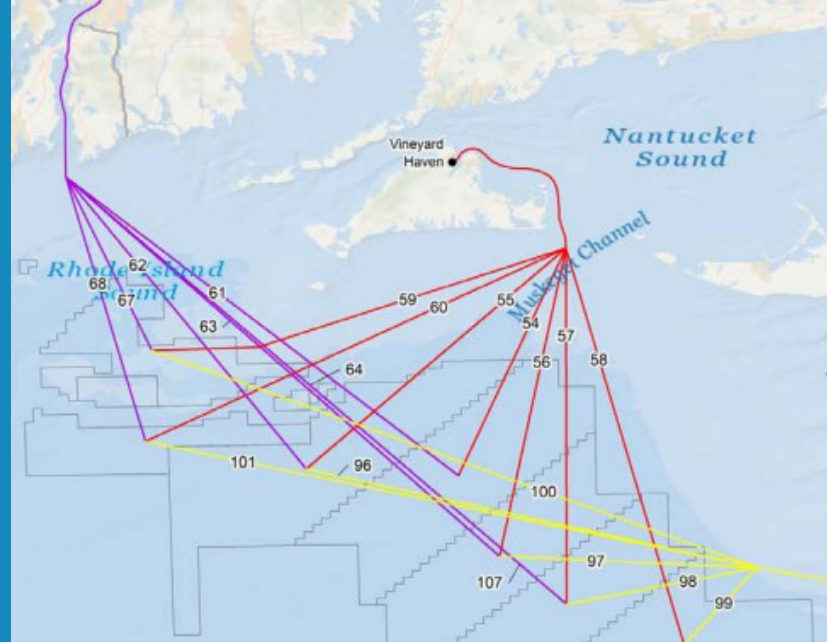 Vineyard
Haven
Nantucket
Sound
Muskeget Channel
Rhode Island
Sound
62
68
67
61
63
64
59
60
55
54
56
57
58
101
96
100
97
107
98
99